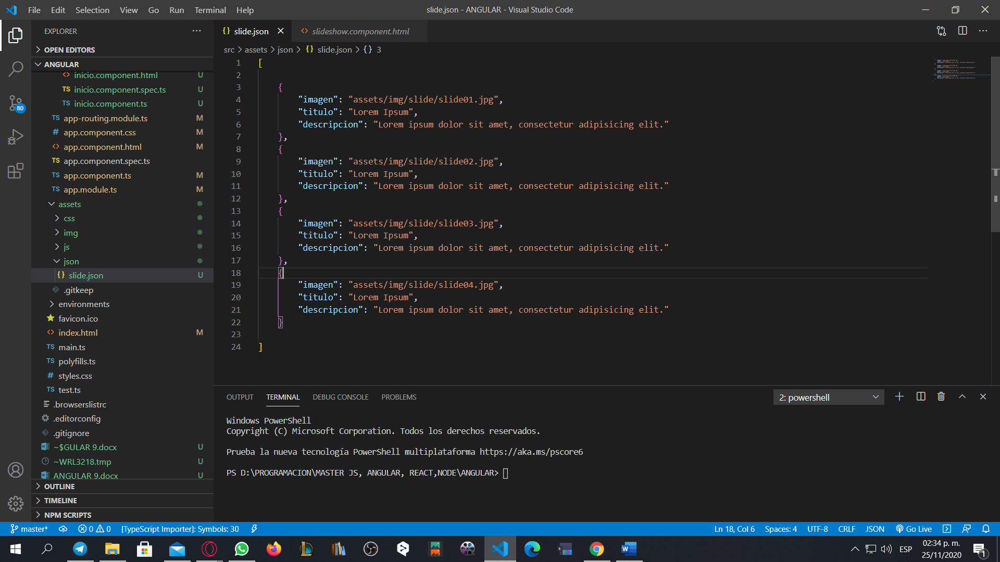 File Edit Selection View Go Run Terminal Help
slide.json - ANGULAR - Visual Studio Code
EXPLORER
OPEN EDITORS
ANGULAR
inicio.component.html U
TS inicio.component.spec.ts U
TS inicio.component.ts U
TS app-routing.module.ts M
# app.component.css M
<> app.component.html M
TS app.component.spec.ts
TS app.component.ts M
TS app.module.ts M
assets
css
img
js
json
{} slide.json U
.gitkeep
environments
favicon.ico
<> index.html M
TS main.ts
TS polyfills.ts
# styles.css
TS test.ts
.browserslistrc
.editorconfig
.gitignore
~$GULAR 9.docx U
~WRL3218.tmp U
ANGULAR 9.docx U
OUTLINE
TIMELINE
NPM SCRIPTS
80
{} slide.json
<> slideshow.component.html
src > assets > json > {} slide.json > {} 3
1 [
2
3 {
4 "imagen": "assets/img/slide/slide01.jpg",
5 "titulo": "Lorem Ipsum",
6 "descripcion": "Lorem ipsum dolor sit amet, consectetur adipisicing elit."
7 },
8 {
9 "imagen": "assets/img/slide/slide02.jpg",
10 "titulo": "Lorem Ipsum",
11 "descripcion": "Lorem ipsum dolor sit amet, consectetur adipisicing elit."
12 },
13 {
14 "imagen": "assets/img/slide/slide03.jpg",
15 "titulo": "Lorem Ipsum",
16 "descripcion": "Lorem ipsum dolor sit amet, consectetur adipisicing elit."
17 },
18 {
19 "imagen": "assets/img/slide/slide04.jpg",
20 "titulo": "Lorem Ipsum",
21 "descripcion": "Lorem ipsum dolor sit amet, consectetur adipisicing elit."
22 }
23
24 ]
OUTPUT TERMINAL DEBUG CONSOLE PROBLEMS
2: powershell
Windows PowerShell
Copyright (C) Microsoft Corporation. Todos los derechos reservados.
Prueba la nueva tecnología PowerShell multiplataforma https://aka.ms/pscore6
PS D:\PROGRAMACION\MASTER JS, ANGULAR, REACT,NODE\ANGULAR>
master* 0 0 [TypeScript Importer]: Symbols: 30
Ln 18, Col 6 Spaces: 4 UTF-8 CRLF JSON Go Live
ESP
02:34 p. m.
25/11/2020
1